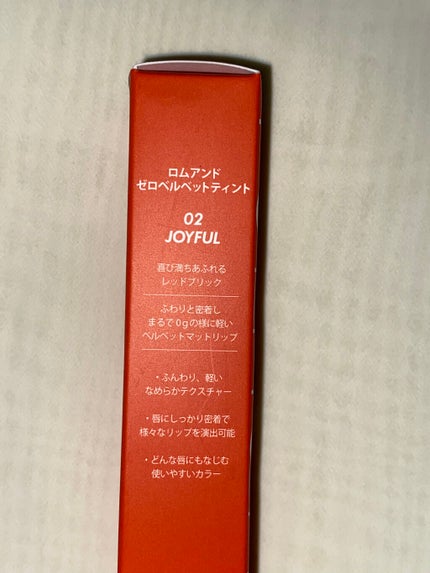 ロムアンド
ゼロベルベットティント
02
JOYFUL
喜び満ちあふれる
レッドブリック
ふわりと密着し
まるで0gの様に軽い
ベルベットマットリップ
・ふんわり、軽い
なめらかテクスチャー
・唇にしっかり密着で
様々なリップを演出可能
・どんな唇にもなじむ
使いやすいカラー